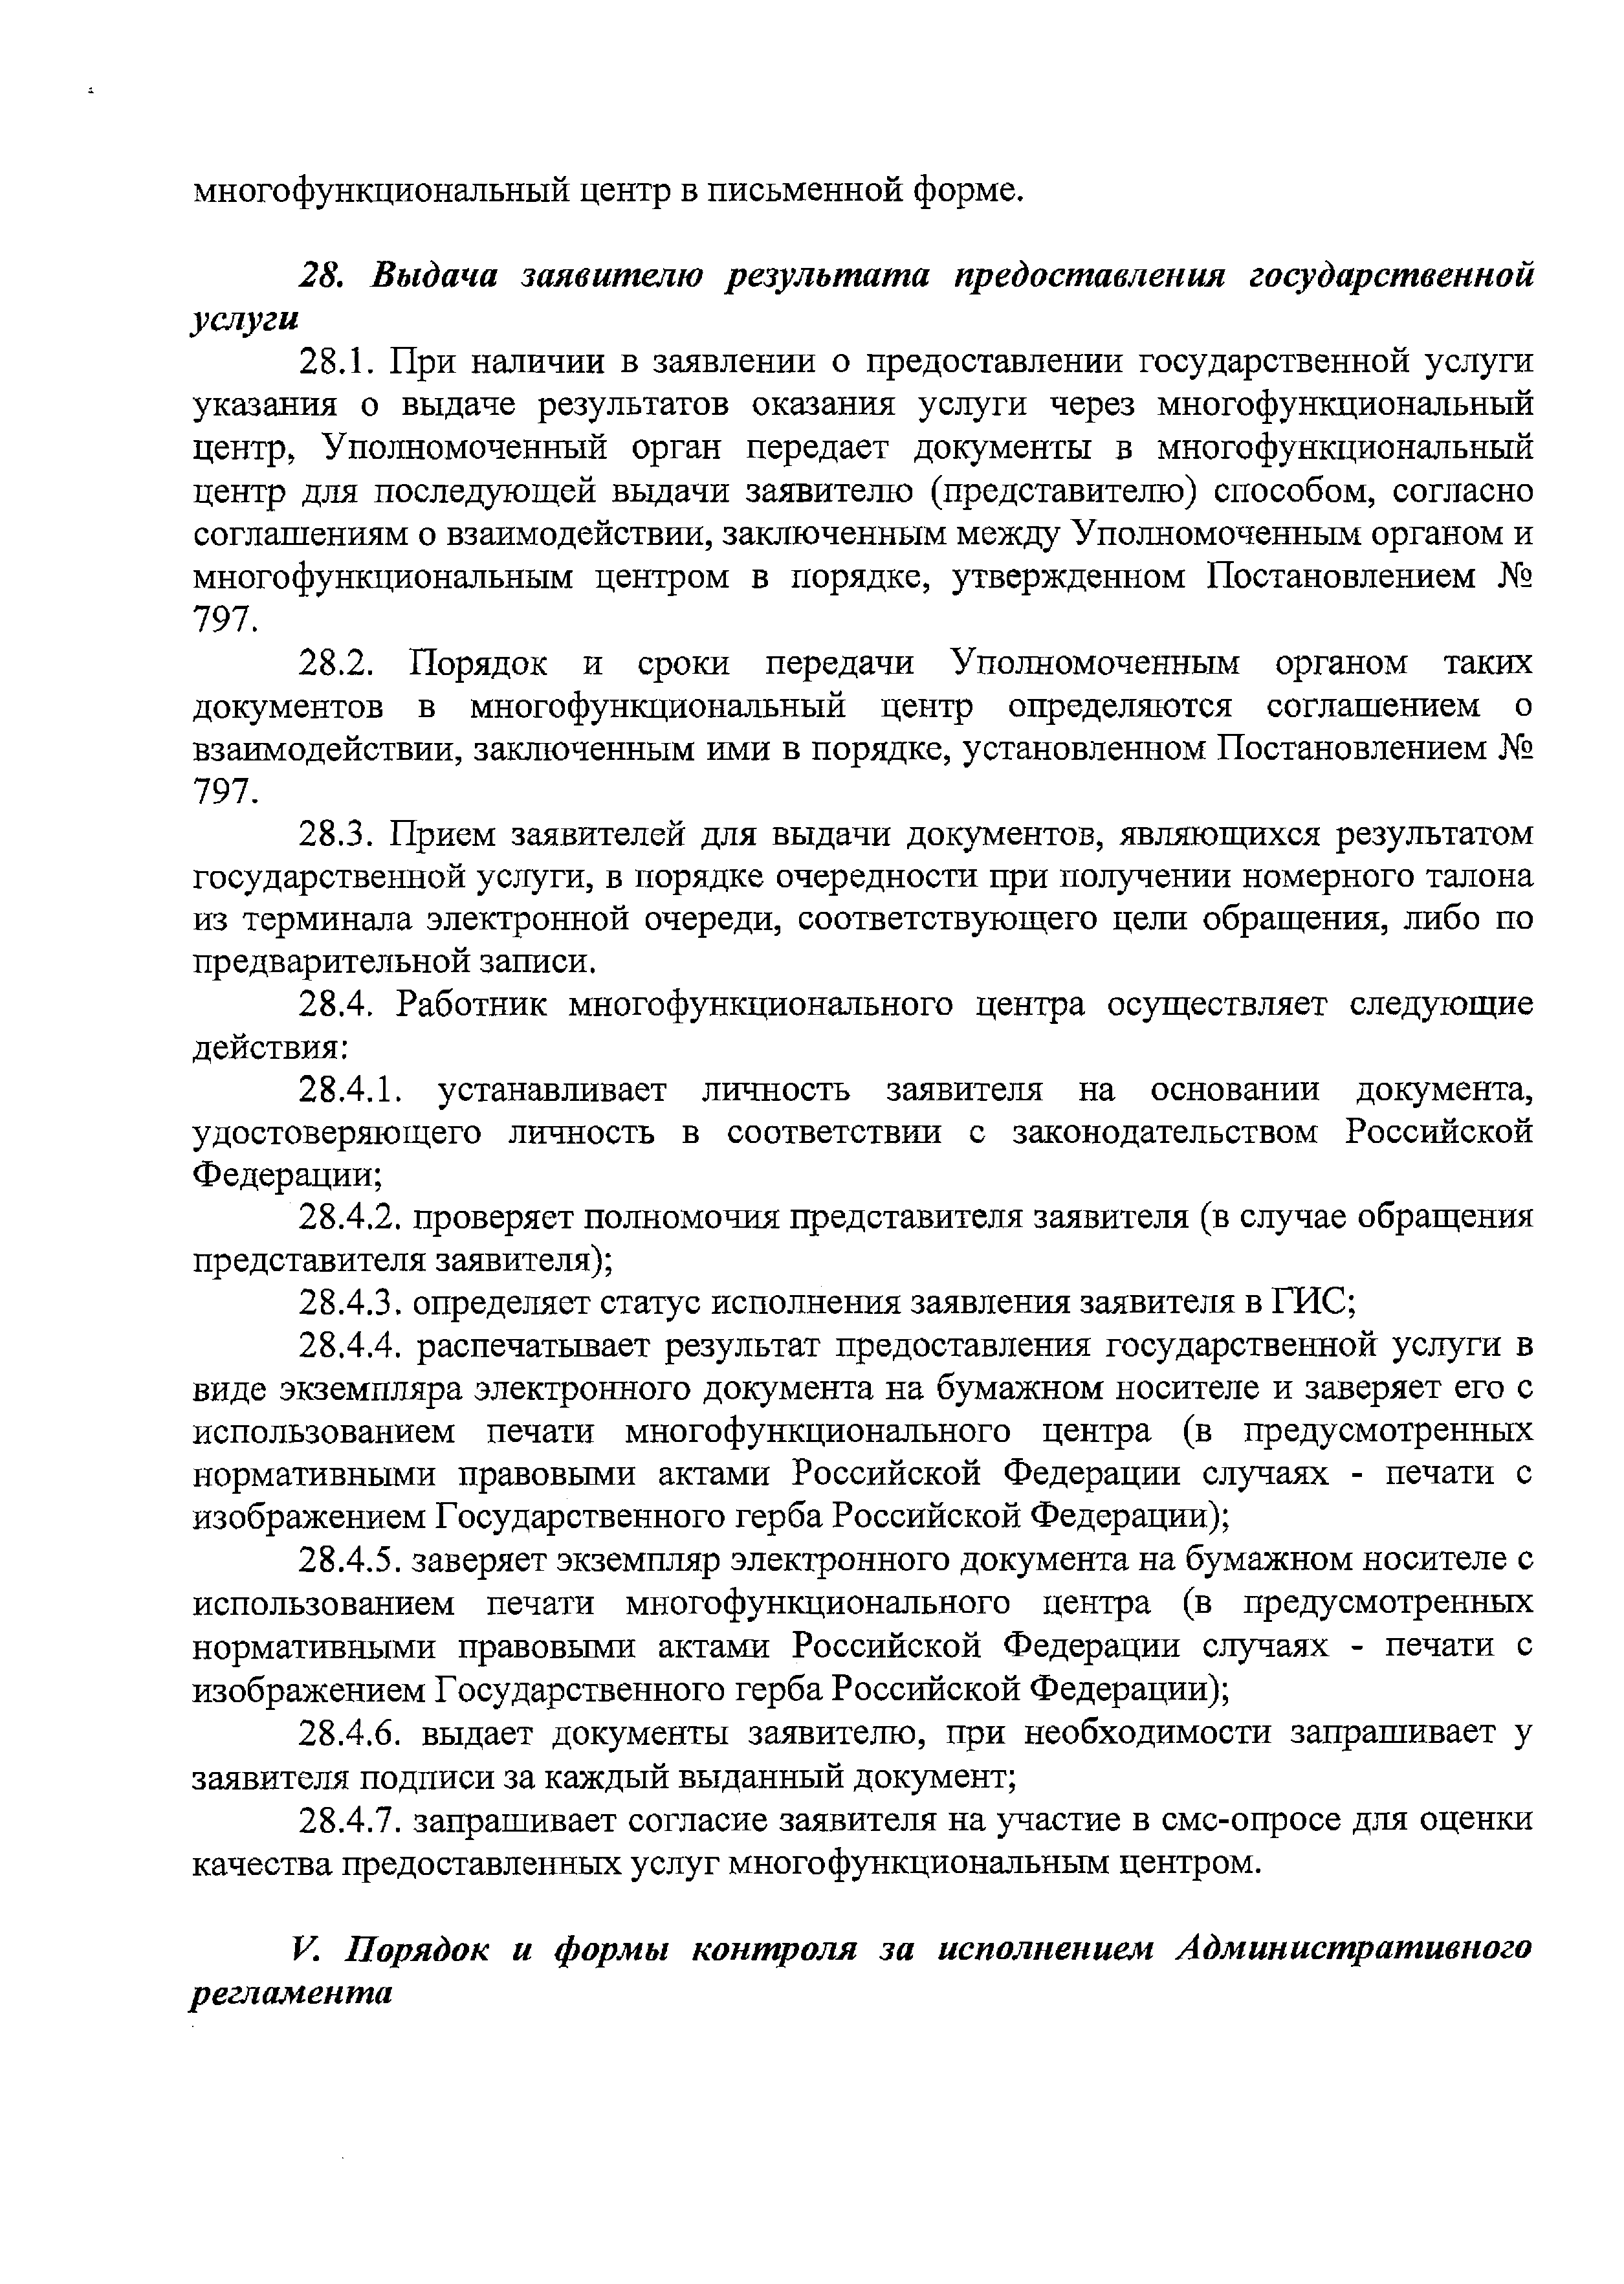 многофункциональный центр в письменной форме.
28. Выдача заявителю результата предоставления государственной
услуги
28.1. При наличии в заявлении о предоставлении государственной услуги
указания о выдаче результатов оказания услуги через многофункциональный
центр, Уполномоченный орган передает документы в многофункциональный
центр для последующей выдачи заявителю (представителю) способом, согласно
соглашениям о взаимодействии, заключенным между Уполномоченным органом и
многофункциональным центром в порядке, утвержденном Постановлением №
797.
28.2. Порядок и сроки передачи Уполномоченным органом таких
документов в многофункциональный центр определяются соглашением о
взаимодействии, заключенным ими в порядке, установленном Постановлением №
797.
28.3. Прием заявителей для выдачи документов, являющихся результатом
государственной услуги, в порядке очередности при получении номерного талона
из терминала электронной очереди, соответствующего цели обращения, либо по
предварительной записи.
28.4. Работник многофункционального центра осуществляет следующие
действия:
28.4.1. устанавливает личность заявителя на основании документа,
удостоверяющего личность в соответствии с законодательством Российской
Федерации;
28.4.2. проверяет полномочия представителя заявителя (в случае обращения
представителя заявителя);
28.4.3. определяет статус исполнения заявления заявителя в ГИС;
28.4.4. распечатывает результат предоставления государственной услуги в
виде экземпляра электронного документа на бумажном носителе и заверяет его с
использованием печати многофункционального центра (в предусмотренных
нормативными правовыми актами Российской Федерации случаях - печати с
изображением Государственного герба Российской Федерации);
28.4.5. заверяет экземпляр электронного документа на бумажном носителе с
использованием печати многофункционального центра (в предусмотренных
нормативными правовыми актами Российской Федерации случаях - печати с
изображением Государственного герба Российской Федерации);
28.4.6. выдает документы заявителю, при необходимости запрашивает у
заявителя подписи за каждый выданный документ;
28.4.7. запрашивает согласие заявителя на участие в смс-опросе для оценки
качества предоставленных услуг многофункциональным центром.
V. Порядок и формы контроля за исполнением Административного
регламента